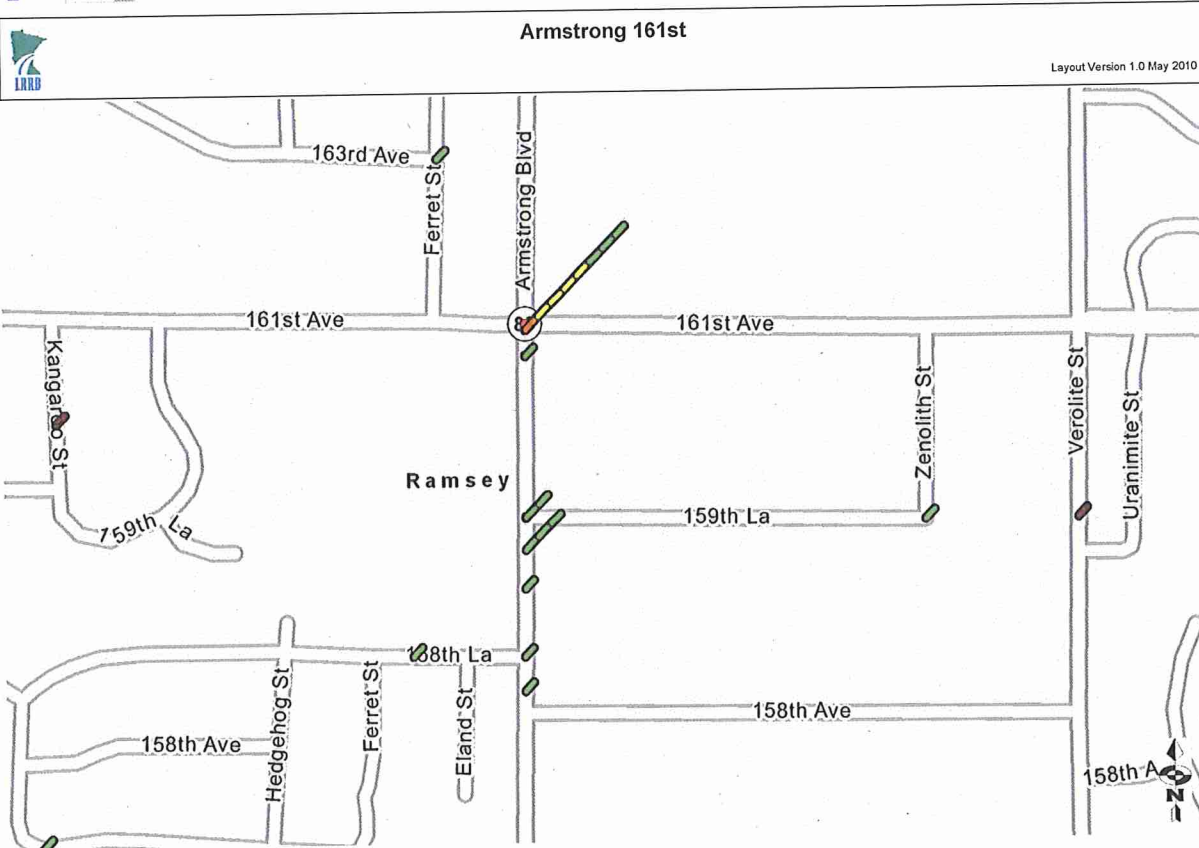 Armstrong 161st
LRRB
Layout Version 1.0 May 2010
163rd Ave
Ferret St
Armstrong Blvd
161st Ave
161st Ave
Kangaroo St
Zenolith St
Verolite St
Uranimite St
Ramsey
159th La
159th La
158th La
Hedgehog St
Ferret St
Eland St
158th Ave
158th Ave
158th A
N